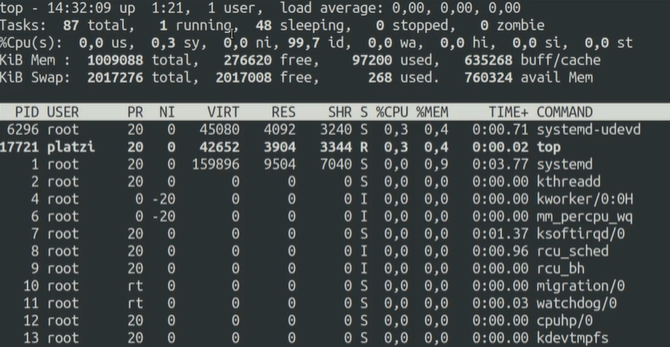 top - 14:32:09 up  1:21,  1 user,  load average: 0,00, 0,00, 0,00
Tasks:  87 total,   1 running,  48 sleeping,   0 stopped,   0 zombie
%Cpu(s):  0,0 us,  0,3 sy,  0,0 ni, 99,7 id,  0,0 wa,  0,0 hi,  0,0 si,  0,0 st
KiB Mem :  1009088 total,   276620 free,    97200 used,   635268 buff/cache
KiB Swap:  2017276 total,  2017008 free,      268 used.   760324 avail Mem
PID USER      PR  NI    VIRT    RES    SHR S %CPU %MEM     TIME+ COMMAND
6296 root      20   0   45080   4092   3240 S  0,3  0,4   0:00.71 systemd-udevd
17721 platzi    20   0   42652   3904   3344 R  0,3  0,4   0:00.02 top
1 root      20   0  159896   9504   7040 S  0,0  0,9   0:03.77 systemd
2 root      20   0       0      0      0 S  0,0  0,0   0:00.00 kthreadd
4 root       0 -20       0      0      0 I  0,0  0,0   0:00.00 kworker/0:0H
6 root       0 -20       0      0      0 I  0,0  0,0   0:00.00 mm_percpu_wq
7 root      20   0       0      0      0 S  0,0  0,0   0:01.37 ksoftirqd/0
8 root      20   0       0      0      0 I  0,0  0,0   0:00.96 rcu_sched
9 root      20   0       0      0      0 I  0,0  0,0   0:00.00 rcu_bh
10 root      rt   0       0      0      0 S  0,0  0,0   0:00.00 migration/0
11 root      rt   0       0      0      0 S  0,0  0,0   0:00.03 watchdog/0
12 root      20   0       0      0      0 S  0,0  0,0   0:00.00 cpuhp/0
13 root      20   0       0      0      0 S  0,0  0,0   0:00.00 kdevtmpfs